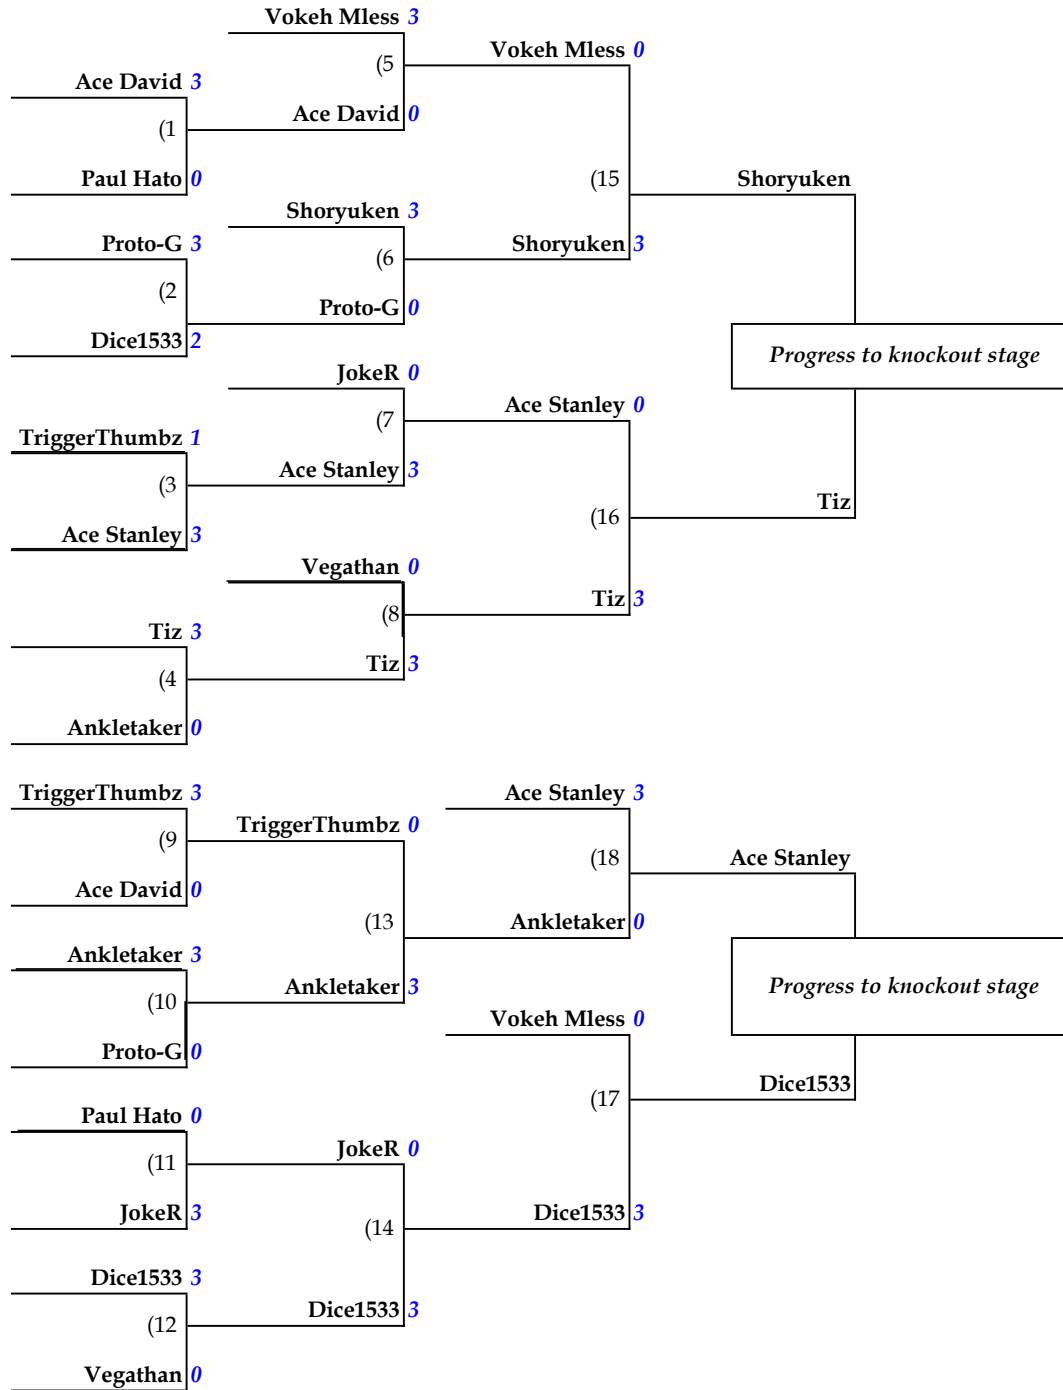 Vokeh Mless 3
(5
Vokeh Mless 0
Ace David 3
(1
Ace David 0
Paul Hato 0
(15
Shoryuken
Shoryuken 3
Proto-G 3
(6
Shoryuken 3
(2
Proto-G 0
Dice1533 2
Progress to knockout stage
JokeR 0
(7
Ace Stanley 0
TriggerThumbz 1
(3
Ace Stanley 3
(16
Tiz
Ace Stanley 3
Vegathan 0
(8
Tiz 3
Tiz 3
(4
Tiz 3
Ankletaker 0
TriggerThumbz 3
Ace Stanley 3
(9
TriggerThumbz 0
(18
Ace Stanley
Ace David 0
(13
Ankletaker 0
Ankletaker 3
(10
Ankletaker 3
Progress to knockout stage
Proto-G 0
Vokeh Mless 0
(17
Dice1533
Paul Hato 0
(11
JokeR 0
JokeR 3
(14
Dice1533 3
Dice1533 3
(12
Dice1533 3
Vegathan 0